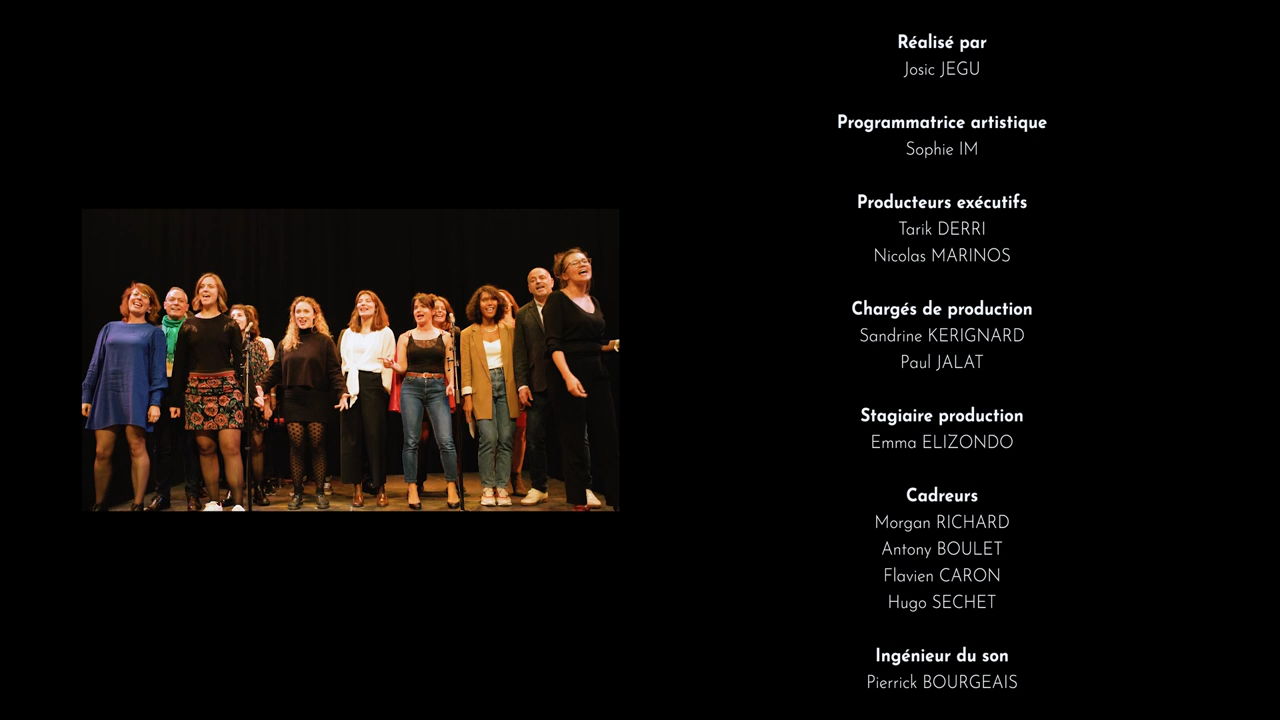 Réalisé par
Josic JEGU
Programmatrice artistique
Sophie IM
Producteurs exécutifs
Tarik DERRI
Nicolas MARINOS
Chargés de production
Sandrine KERIGNARD
Paul JALAT
Stagiaire production
Emma ELIZONDO
Cadreurs
Morgan RICHARD
Antony BOULET
Flavien CARON
Hugo SECHET
Ingénieur du son
Pierrick BOURGEAIS